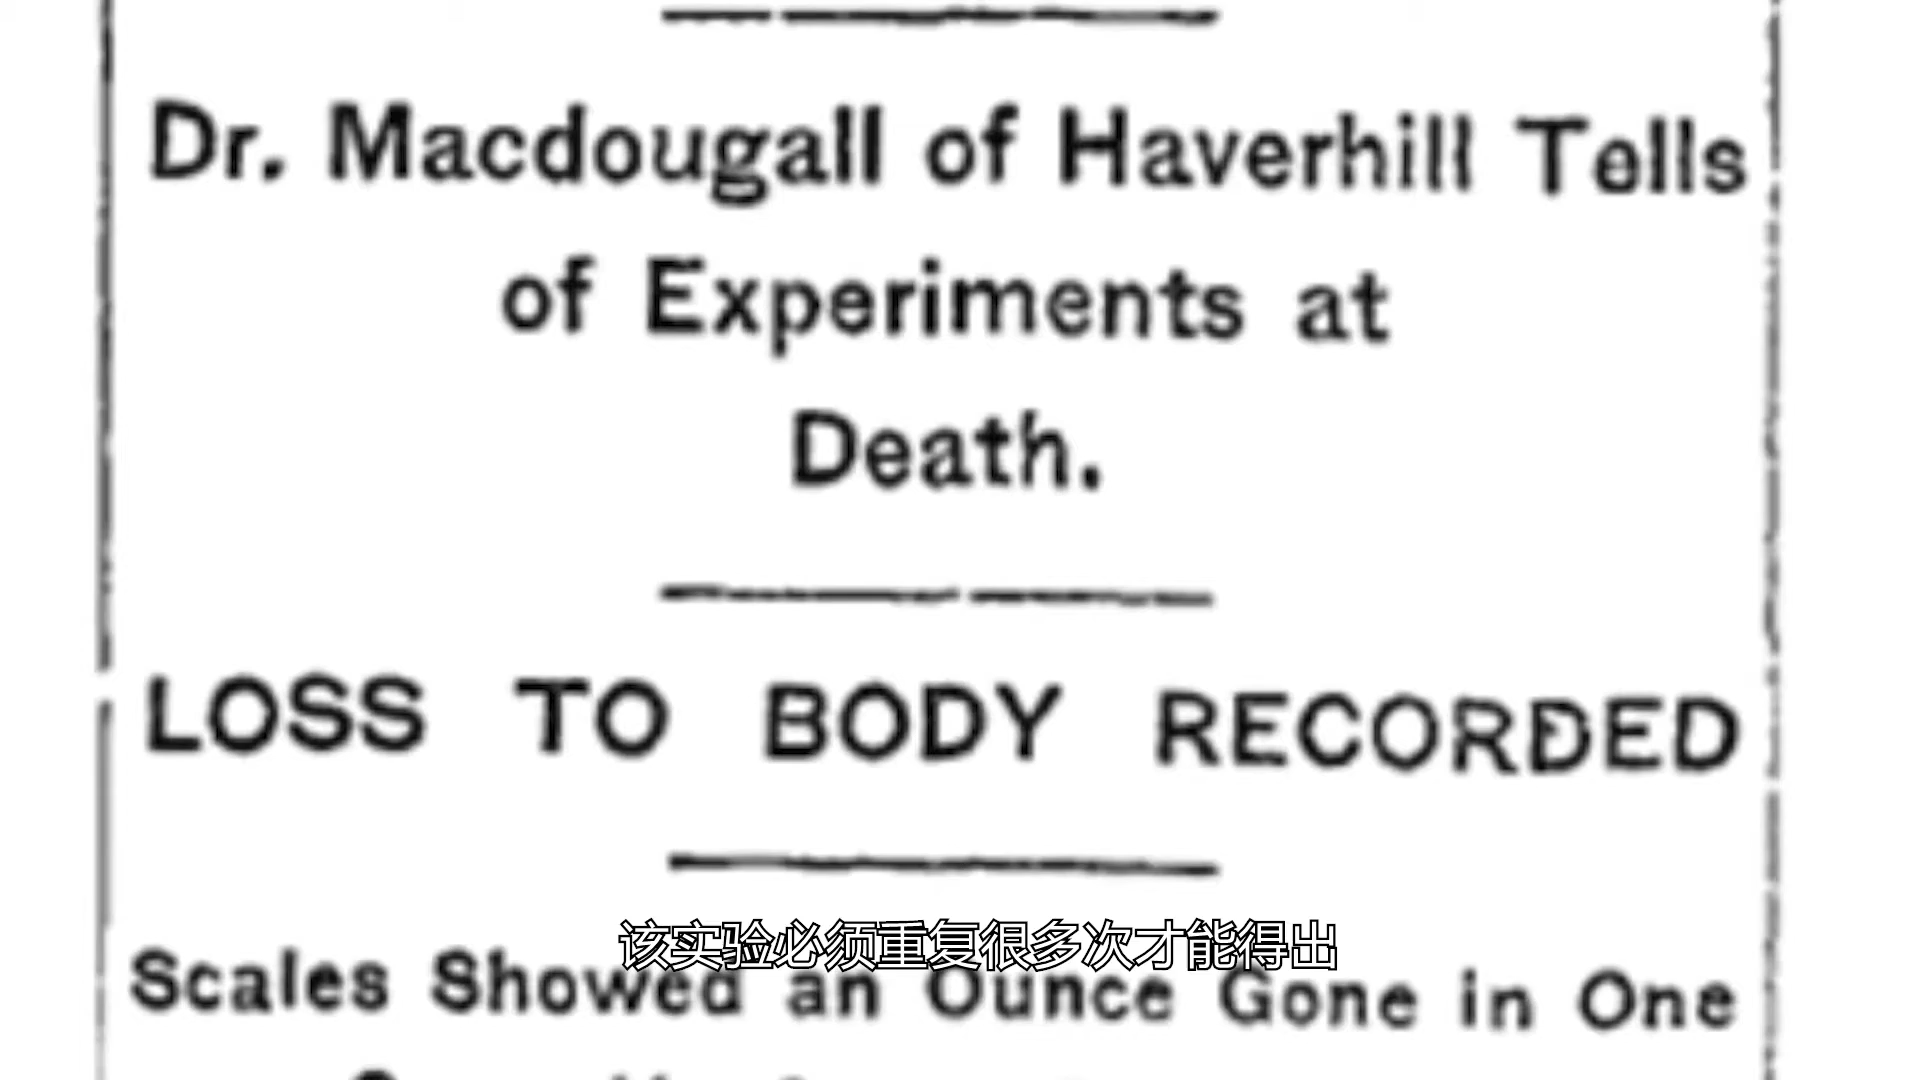 Dr. Macdougall of Haverhill Tells
of Experiments at
Death.
LOSS TO BODY RECORDED
该实验必须重复很多次才能得出
Scales Showed an Ounce Gone in One